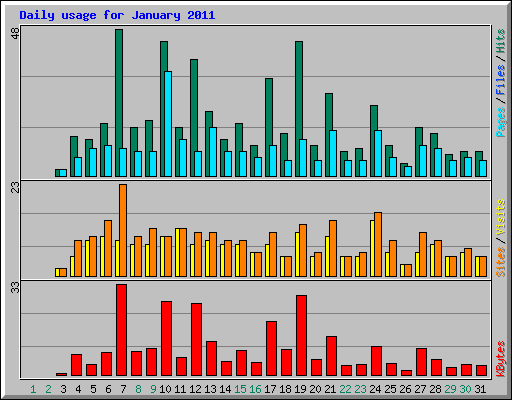 Daily usage for January 2011
48
Pages / Files / Hits
23
Sites / Visits
33
KBytes
1 2 3 4 5 6 7 8 9 10 11 12 13 14 15 16 17 18 19 20 21 22 23 24 25 26 27 28 29 30 31